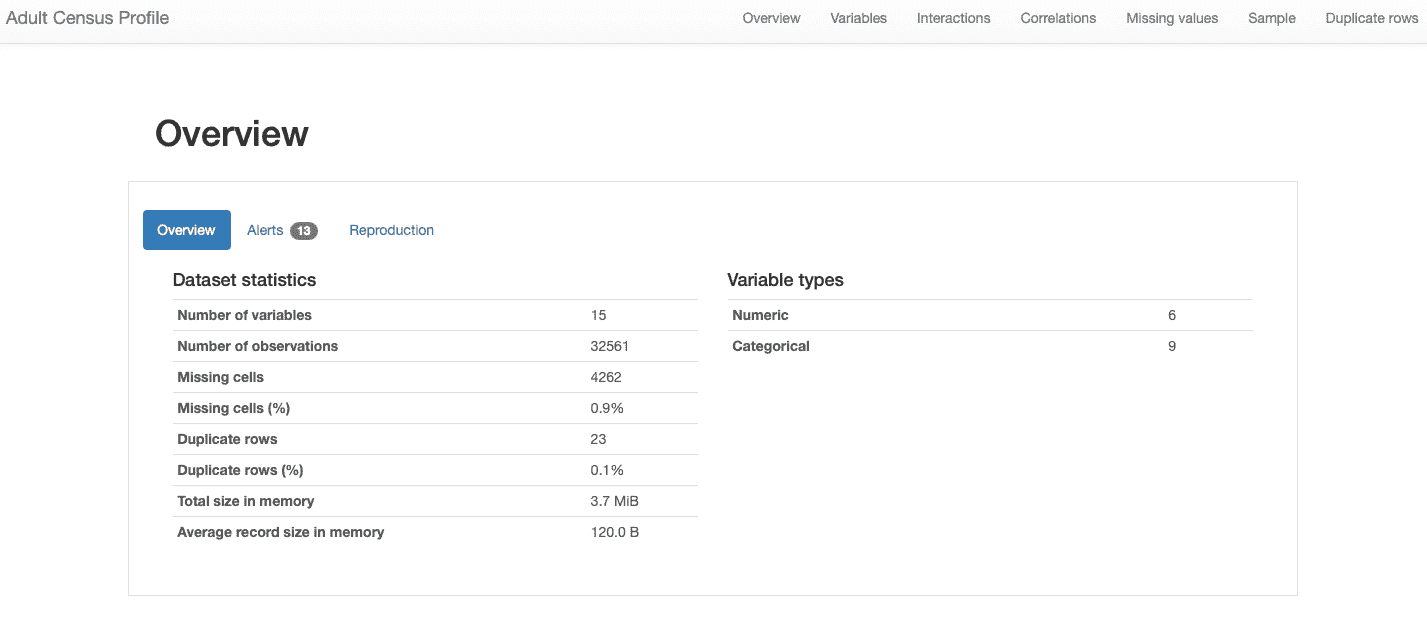 Adult Census Profile Overview Variables Interactions Correlations Missing values Sample Duplicate rows
Overview
Overview Alerts 13 Reproduction
Dataset statistics
Number of variables 15
Number of observations 32561
Missing cells 4262
Missing cells (%) 0.9%
Duplicate rows 23
Duplicate rows (%) 0.1%
Total size in memory 3.7 MiB
Average record size in memory 120.0 B
Variable types
Numeric 6
Categorical 9